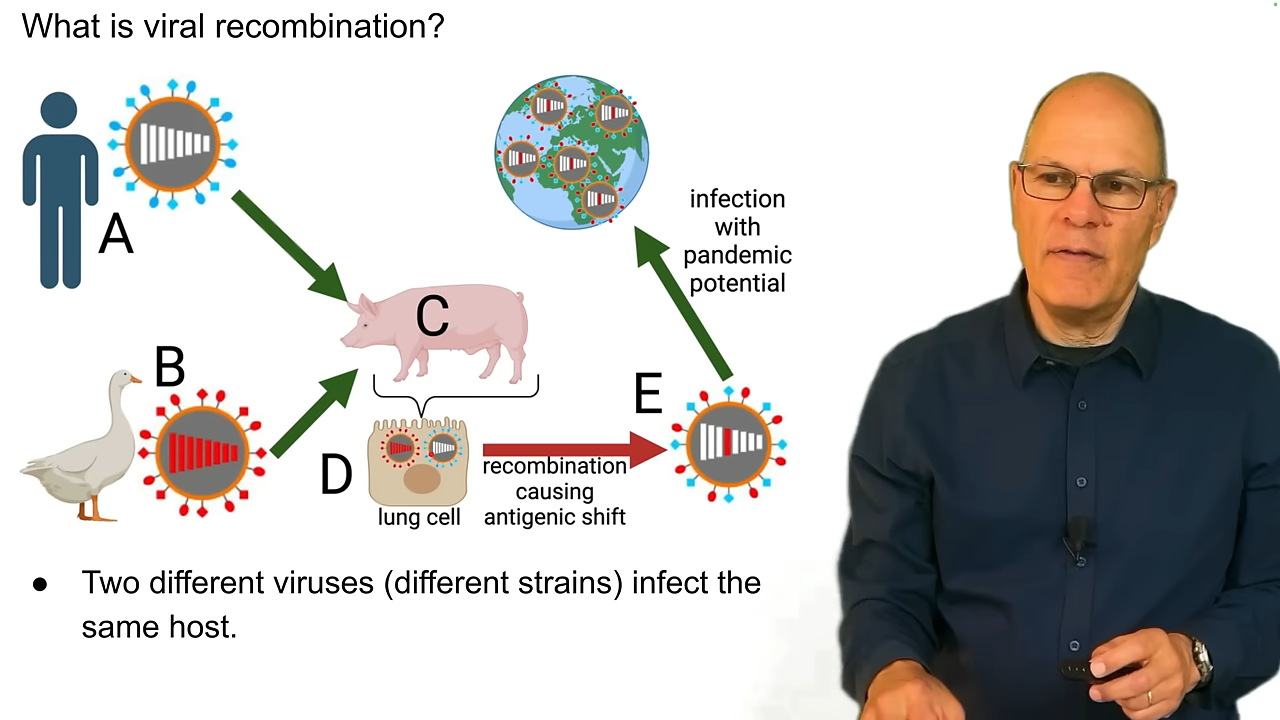 What is viral recombination?
A
infection
with
pandemic
potential
C
B
E
D
recombination
causing
antigenic shift
lung cell
● Two different viruses (different strains) infect the
same host.